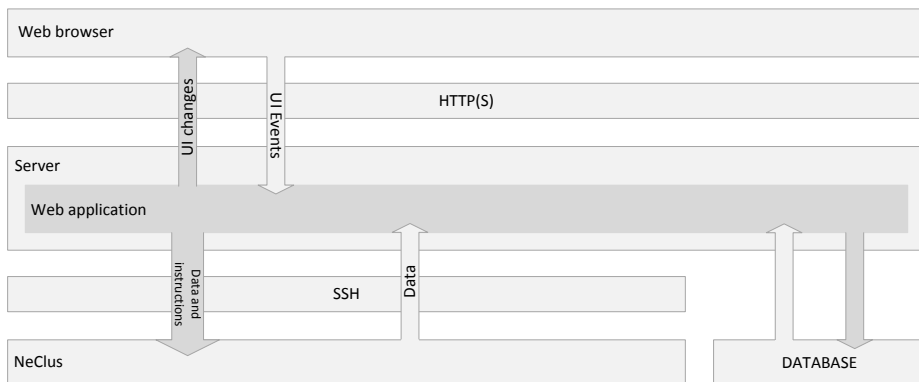 Web browser
UI changes
UI Events
HTTP(S)
Server
Web application
Data and
instructions
Data
SSH
NeClus
DATABASE